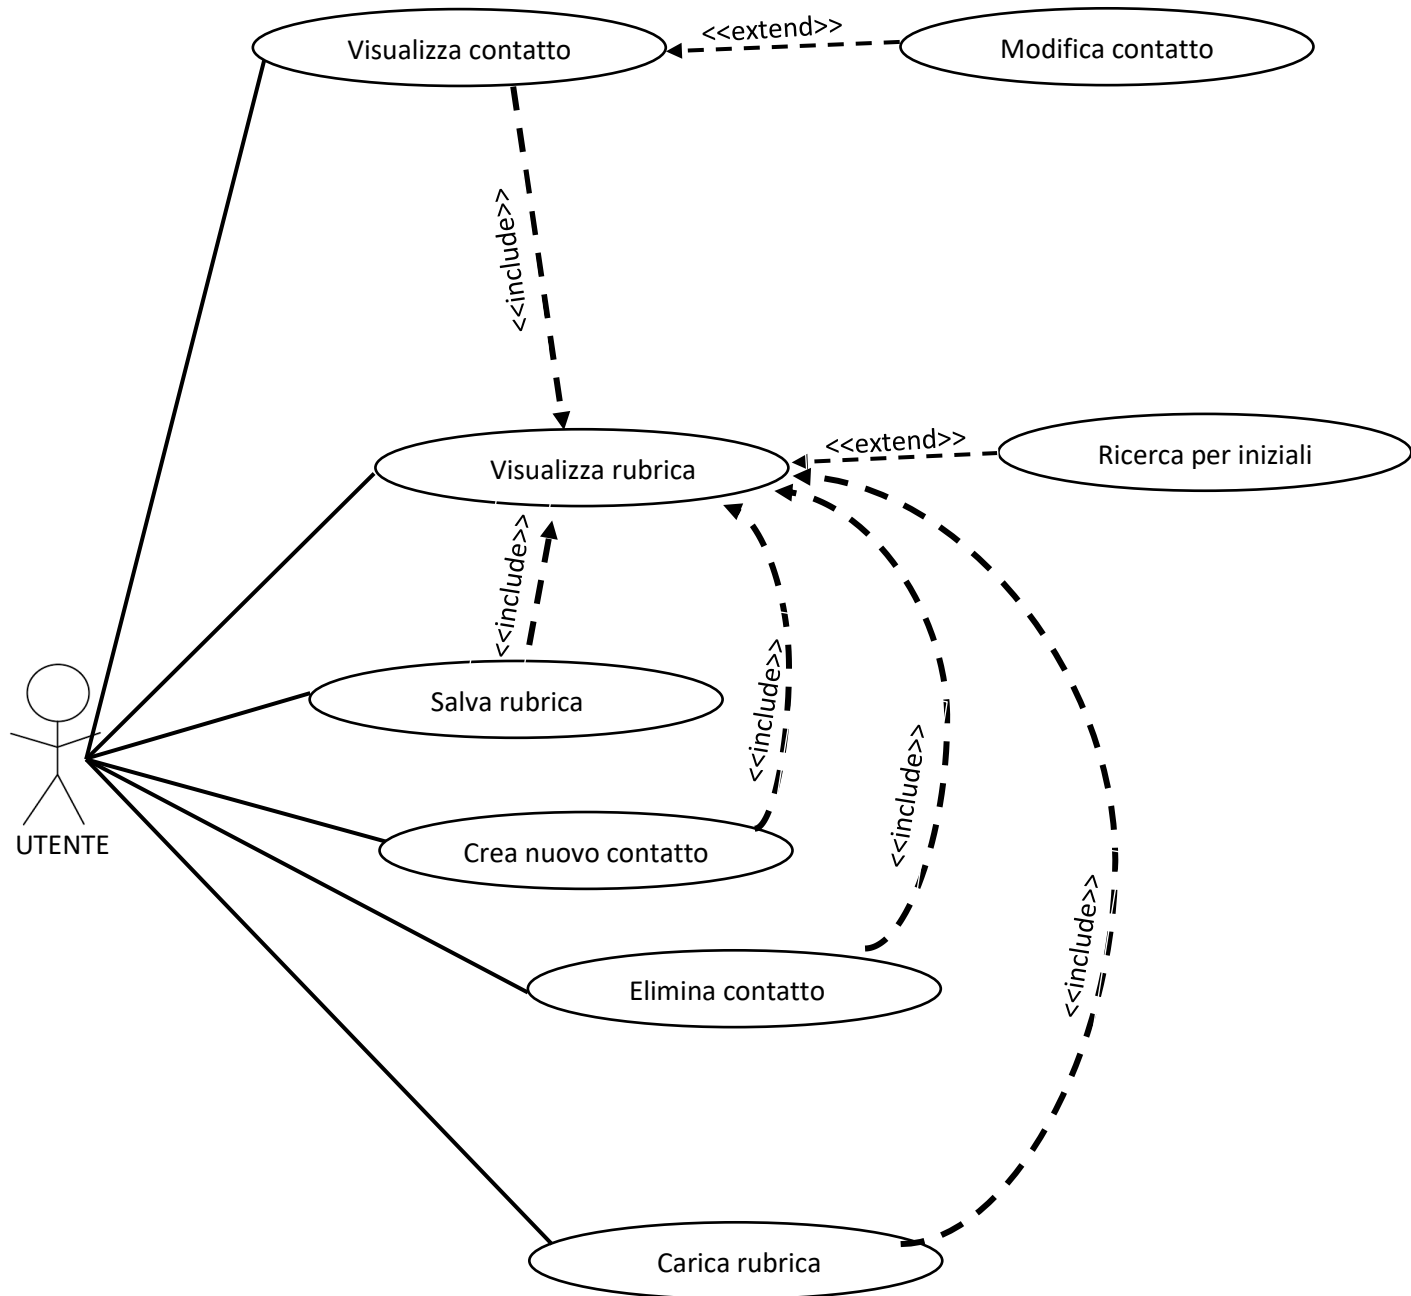 Visualizza contatto
<<extend>>
Modifica contatto
<<include>>
Visualizza rubrica
<<extend>>
Ricerca per iniziali
<<include>>
Salva rubrica
<<include>>
<<include>>
UTENTE
Crea nuovo contatto
<<include>>
Elimina contatto
Carica rubrica